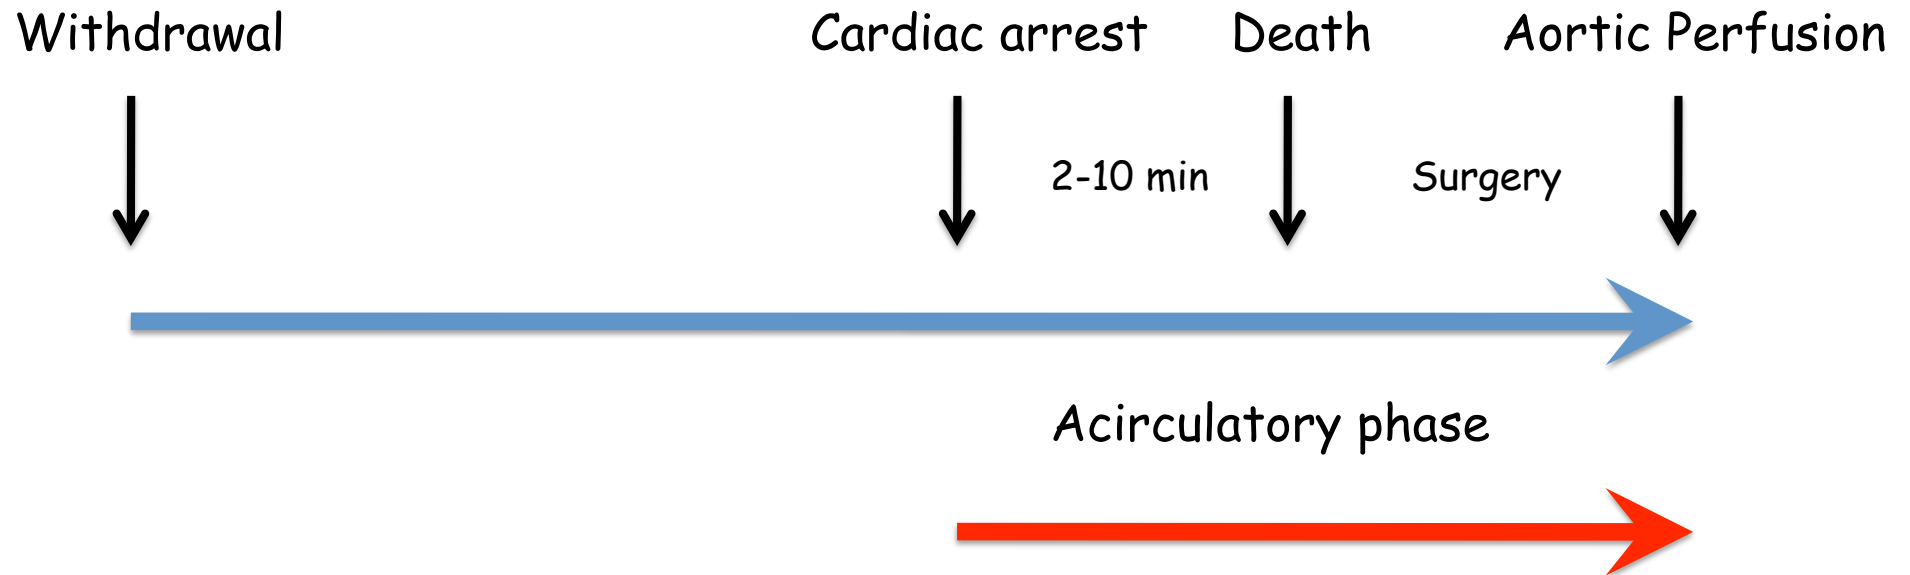 Withdrawal Cardiac arrest Death Aortic Perfusion
2-10 min Surgery
Acirculatory phase